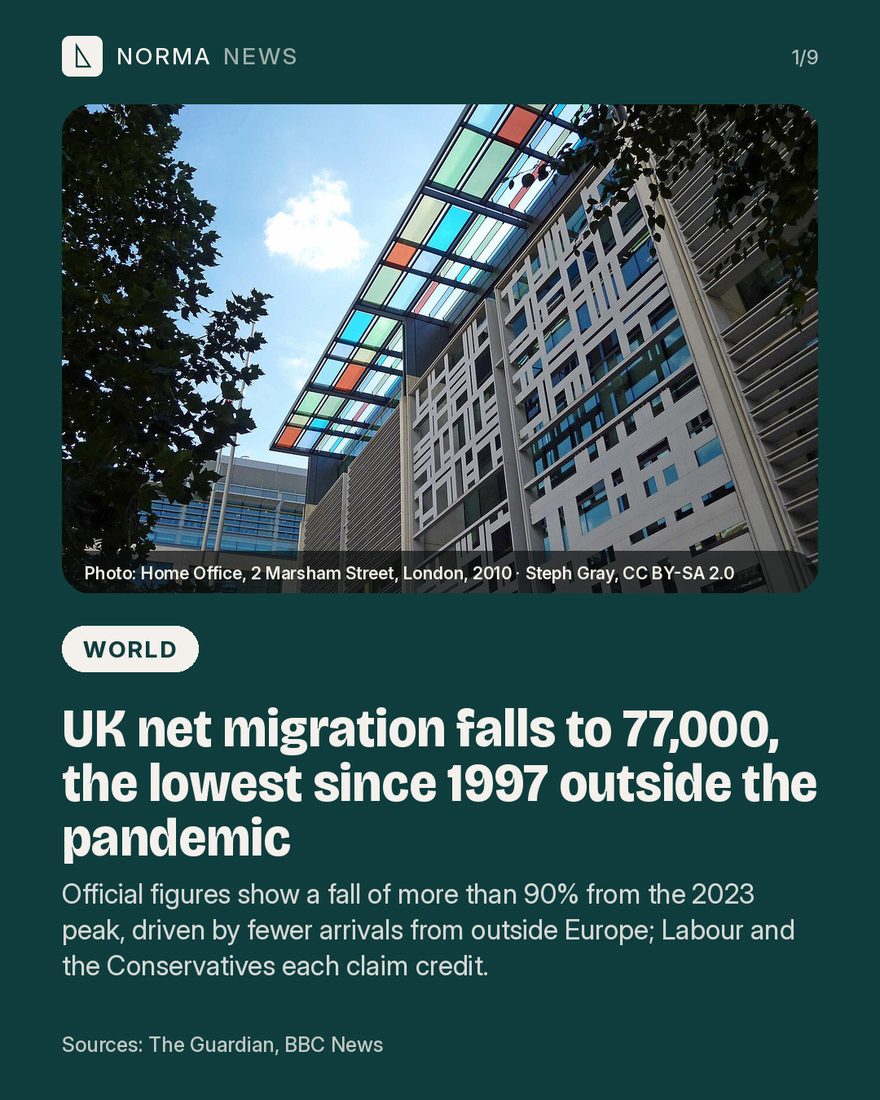 NORMA NEWS
1/9
Photo: Home Office, 2 Marsham Street, London, 2010 · Steph Gray, CC BY-SA 2.0
WORLD
UK net migration falls to 77,000,
the lowest since 1997 outside the
pandemic
Official figures show a fall of more than 90% from the 2023
peak, driven by fewer arrivals from outside Europe; Labour and
the Conservatives each claim credit.
Sources: The Guardian, BBC News